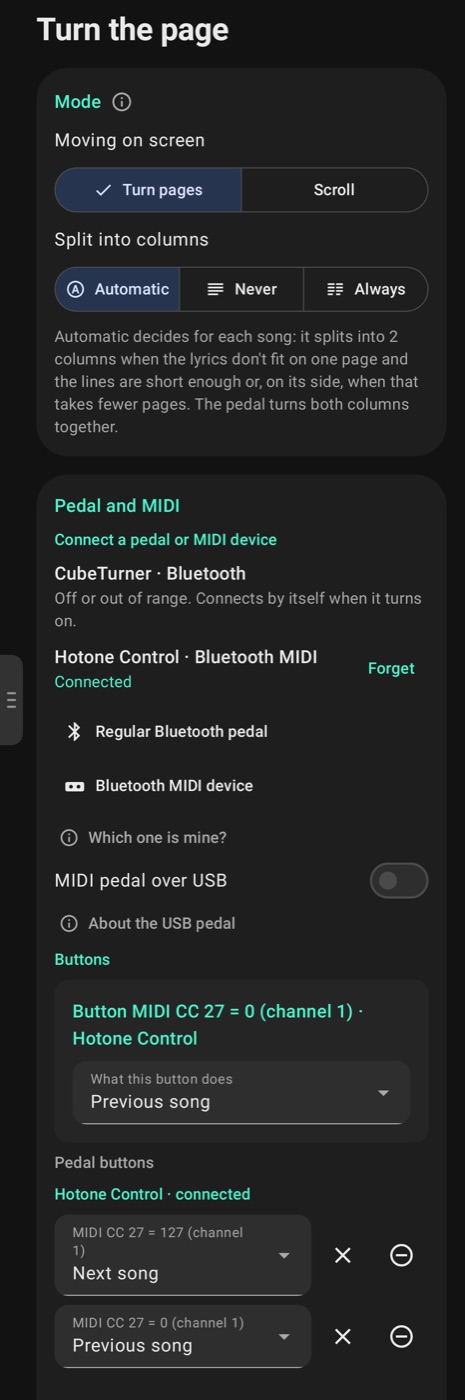 Turn the page
Mode
Moving on screen
Turn pages
Scroll
Split into columns
Automatic
Never
Always
Automatic decides for each song: it splits into 2
columns when the lyrics don't fit on one page and
the lines are short enough or, on its side, when that
takes fewer pages. The pedal turns both columns
together.
Pedal and MIDI
Connect a pedal or MIDI device
CubeTurner · Bluetooth
Off or out of range. Connects by itself when it turns
on.
Hotone Control · Bluetooth MIDI
Connected
Forget
Regular Bluetooth pedal
Bluetooth MIDI device
Which one is mine?
MIDI pedal over USB
About the USB pedal
Buttons
Button MIDI CC 27 = 0 (channel 1) ·
Hotone Control
What this button does
Previous song
Pedal buttons
Hotone Control · connected
MIDI CC 27 = 127 (channel
1)
Next song
MIDI CC 27 = 0 (channel 1)
Previous song